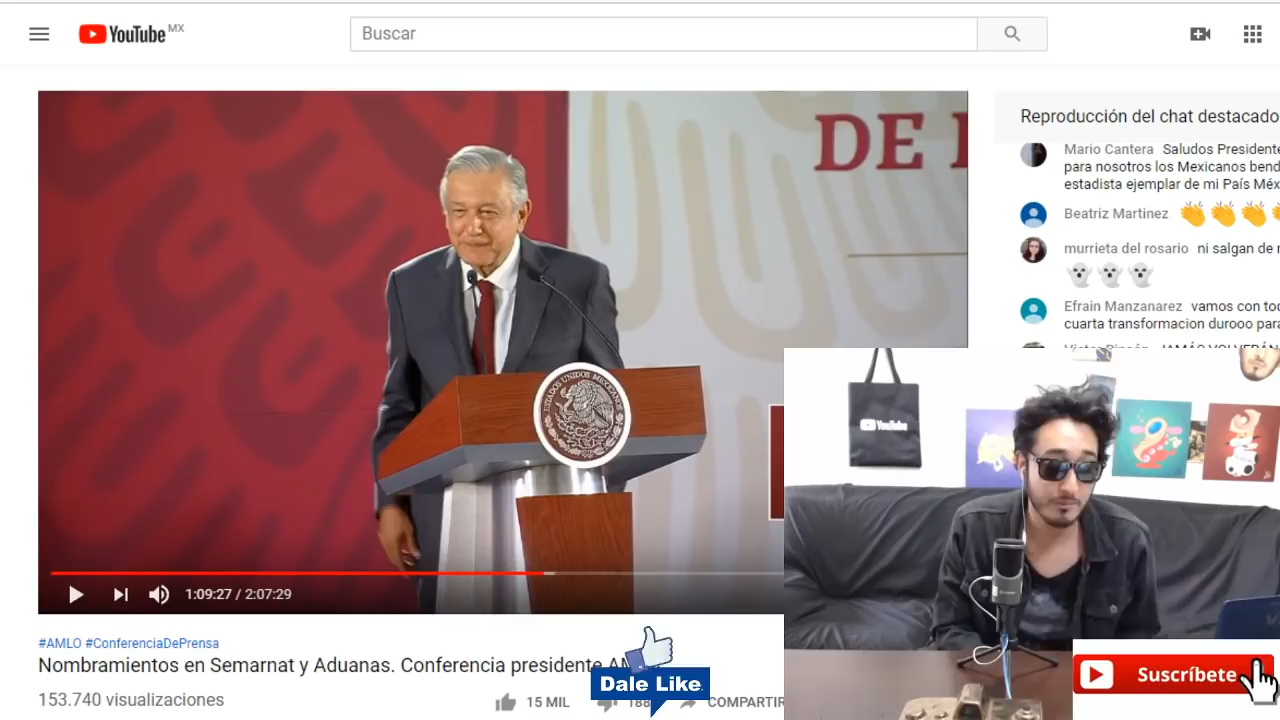 YouTube MX
Buscar
DE
ESTADOS UNIDOS MEXICANOS
1:09:27 / 2:07:29
#AMLO #ConferenciaDePrensa
Nombramientos en Semarnat y Aduanas. Conferencia presidente
153.740 visualizaciones
15 MIL
188
COMPARTIR
Dale Like.
Reproducción del chat destacado
Mario Cantera Saludos Presidente
para nosotros los Mexicanos bend
estadista ejemplar de mi País Méx
Beatriz Martinez
murrieta del rosario ni salgan de
Efrain Manzanarez vamos con tod
cuarta transformacion durooo para
YouTube
Suscríbete